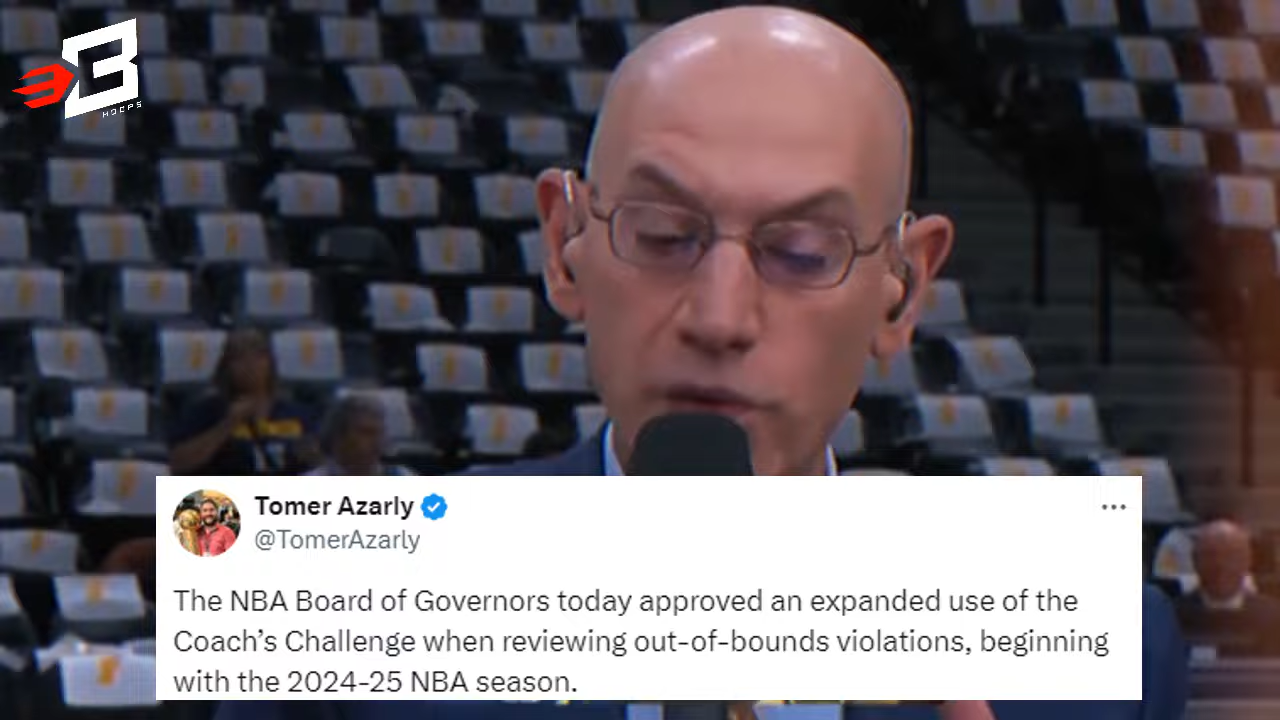 B
HOOPS
Tomer Azarly
@TomerAzarly
The NBA Board of Governors today approved an expanded use of the
Coach’s Challenge when reviewing out-of-bounds violations, beginning
with the 2024-25 NBA season.